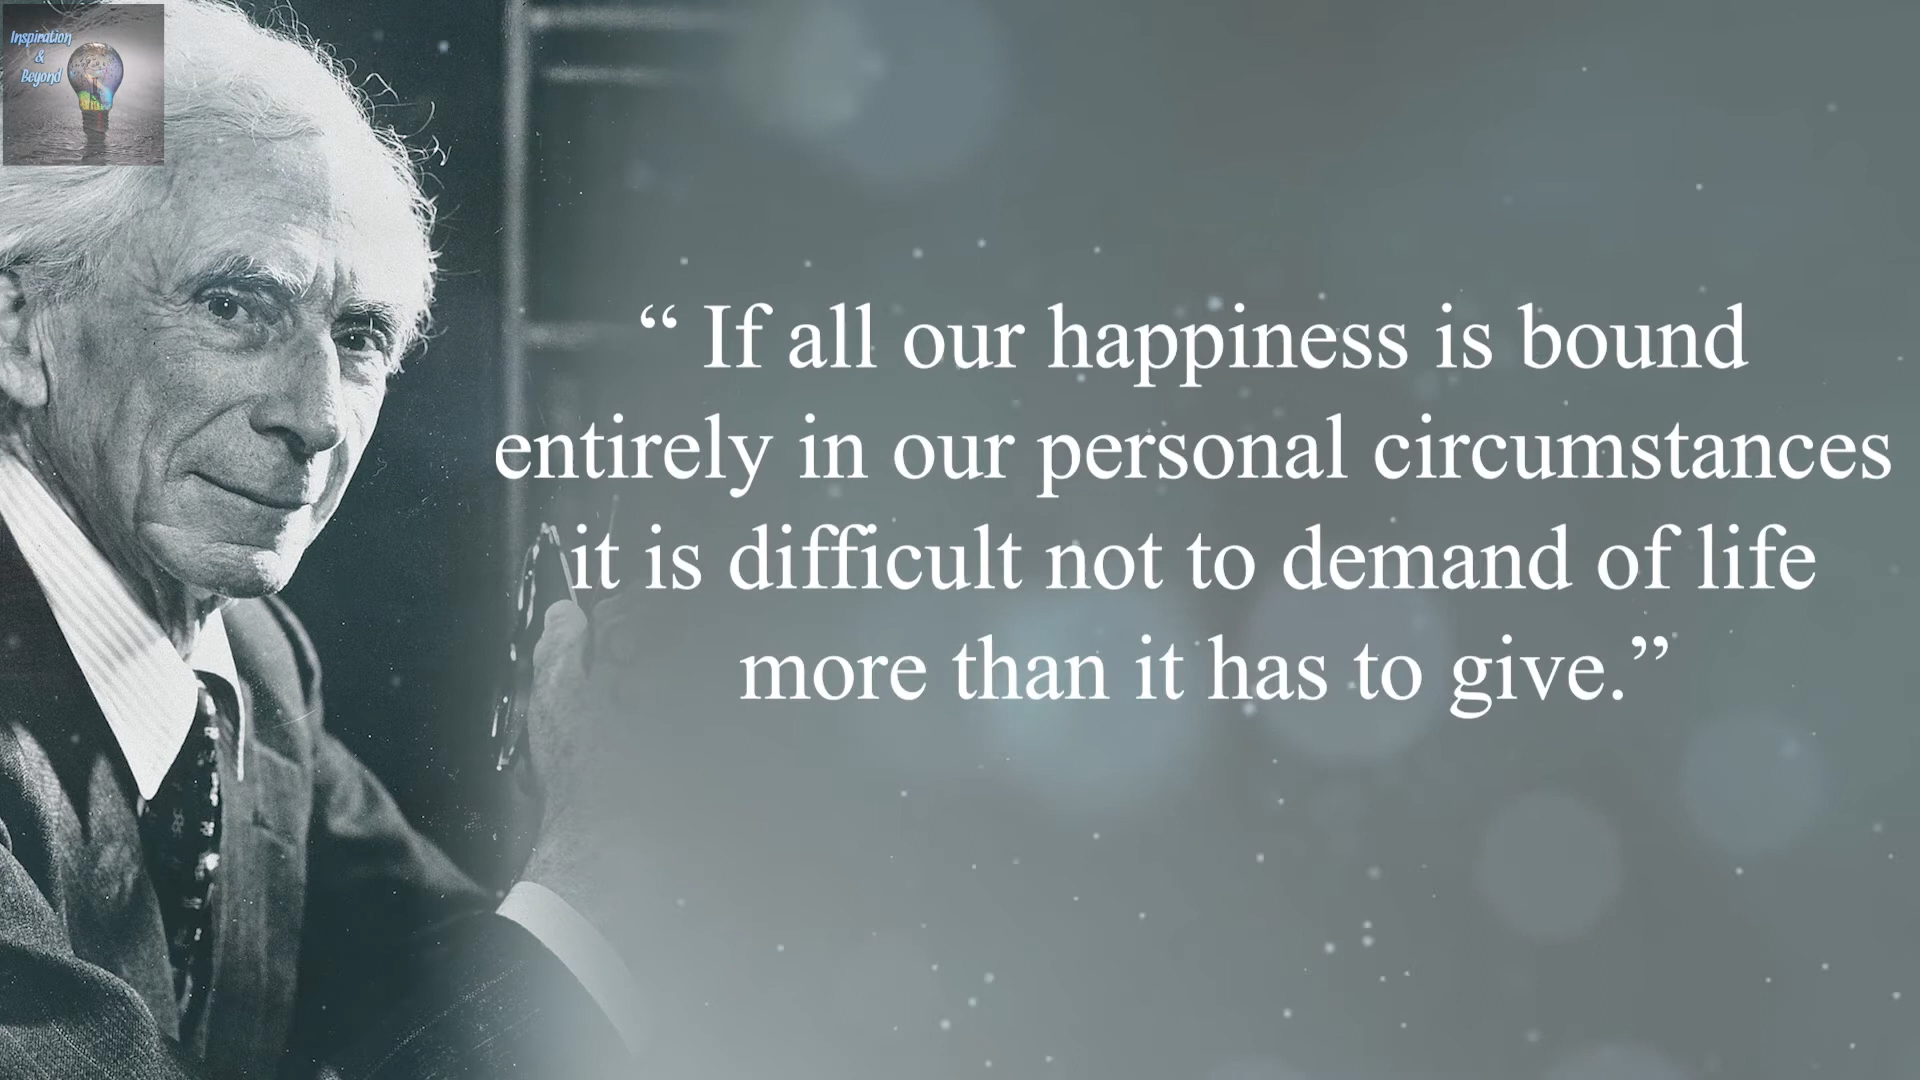 Inspiration
&
Beyond
“ If all our happiness is bound
entirely in our personal circumstances
it is difficult not to demand of life
more than it has to give.”